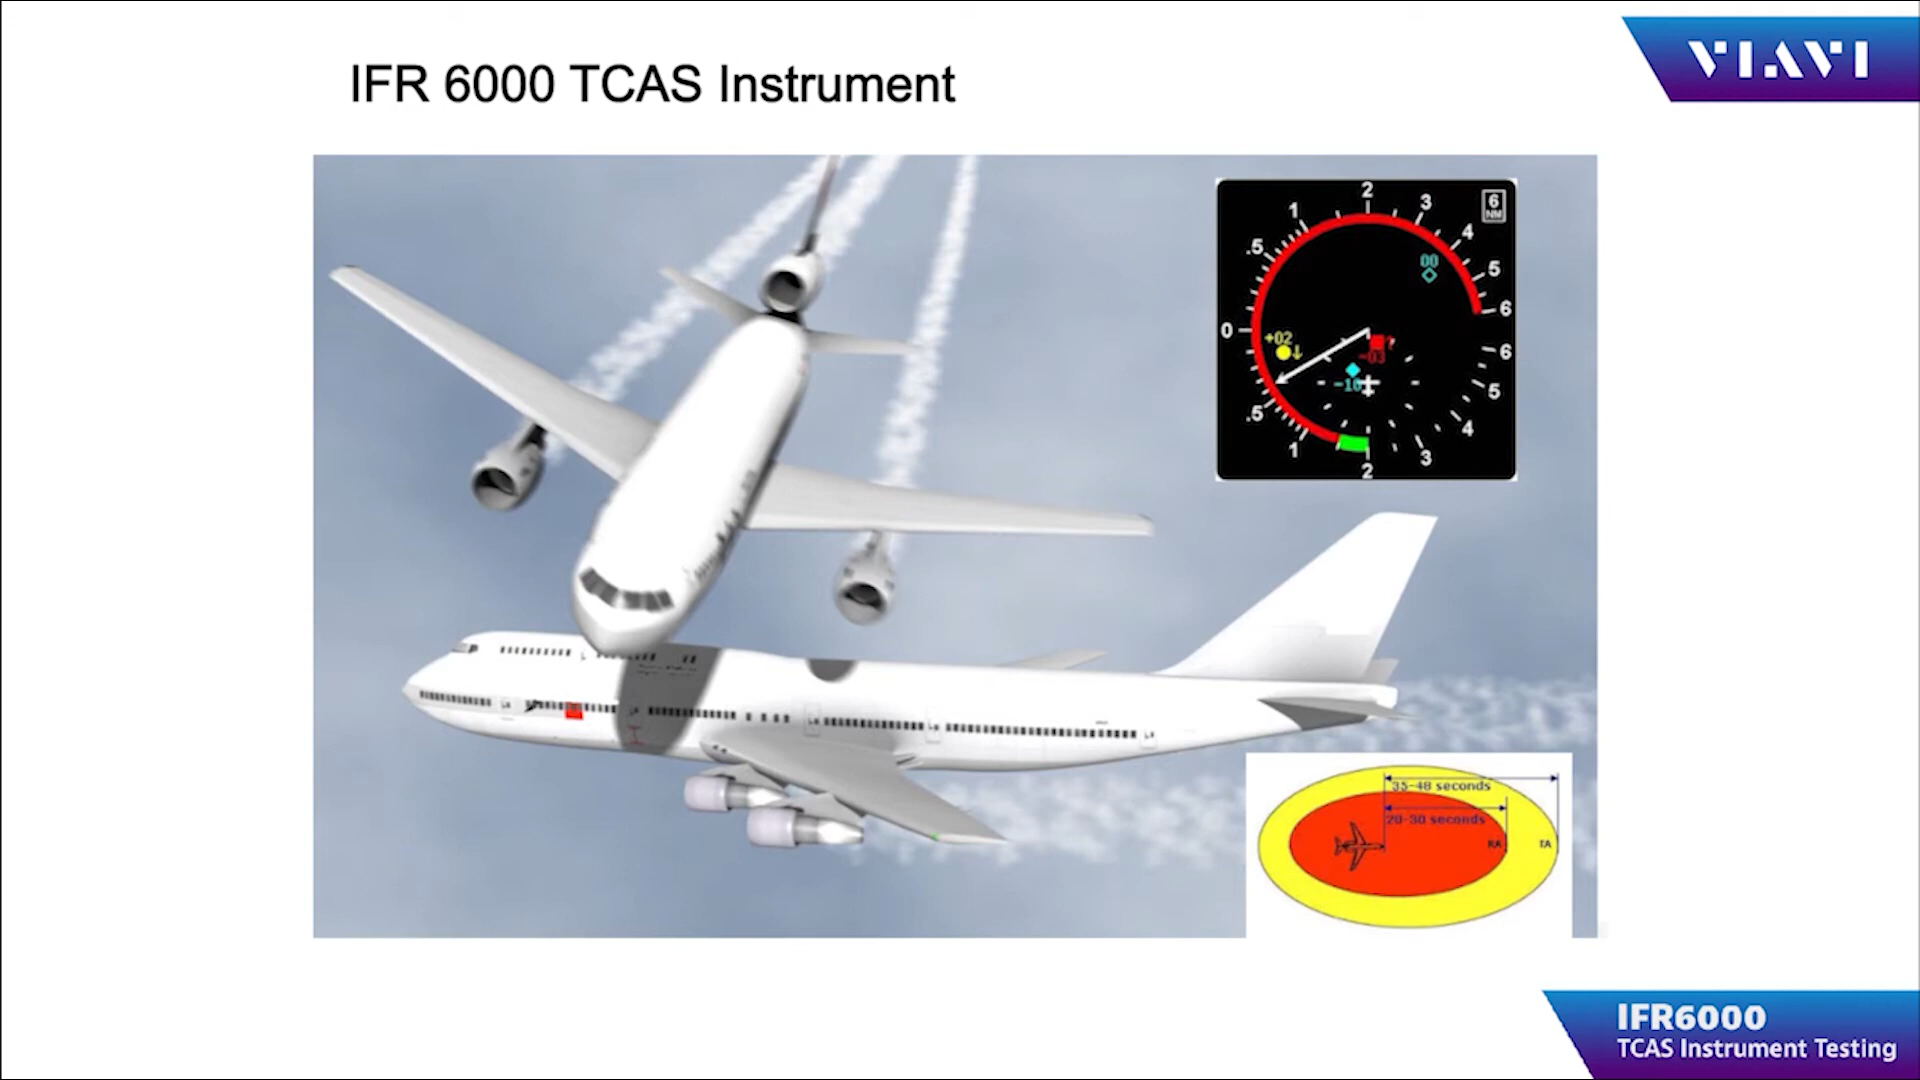 IFR 6000 TCAS Instrument
VIAVI
2
1
3
6
NM
.5
4
00
5
6
0
+02
-03
6
-10
5
.5
4
1
3
2
35-48 seconds
20-30 seconds
RA
TA
IFR6000
TCAS Instrument Testing